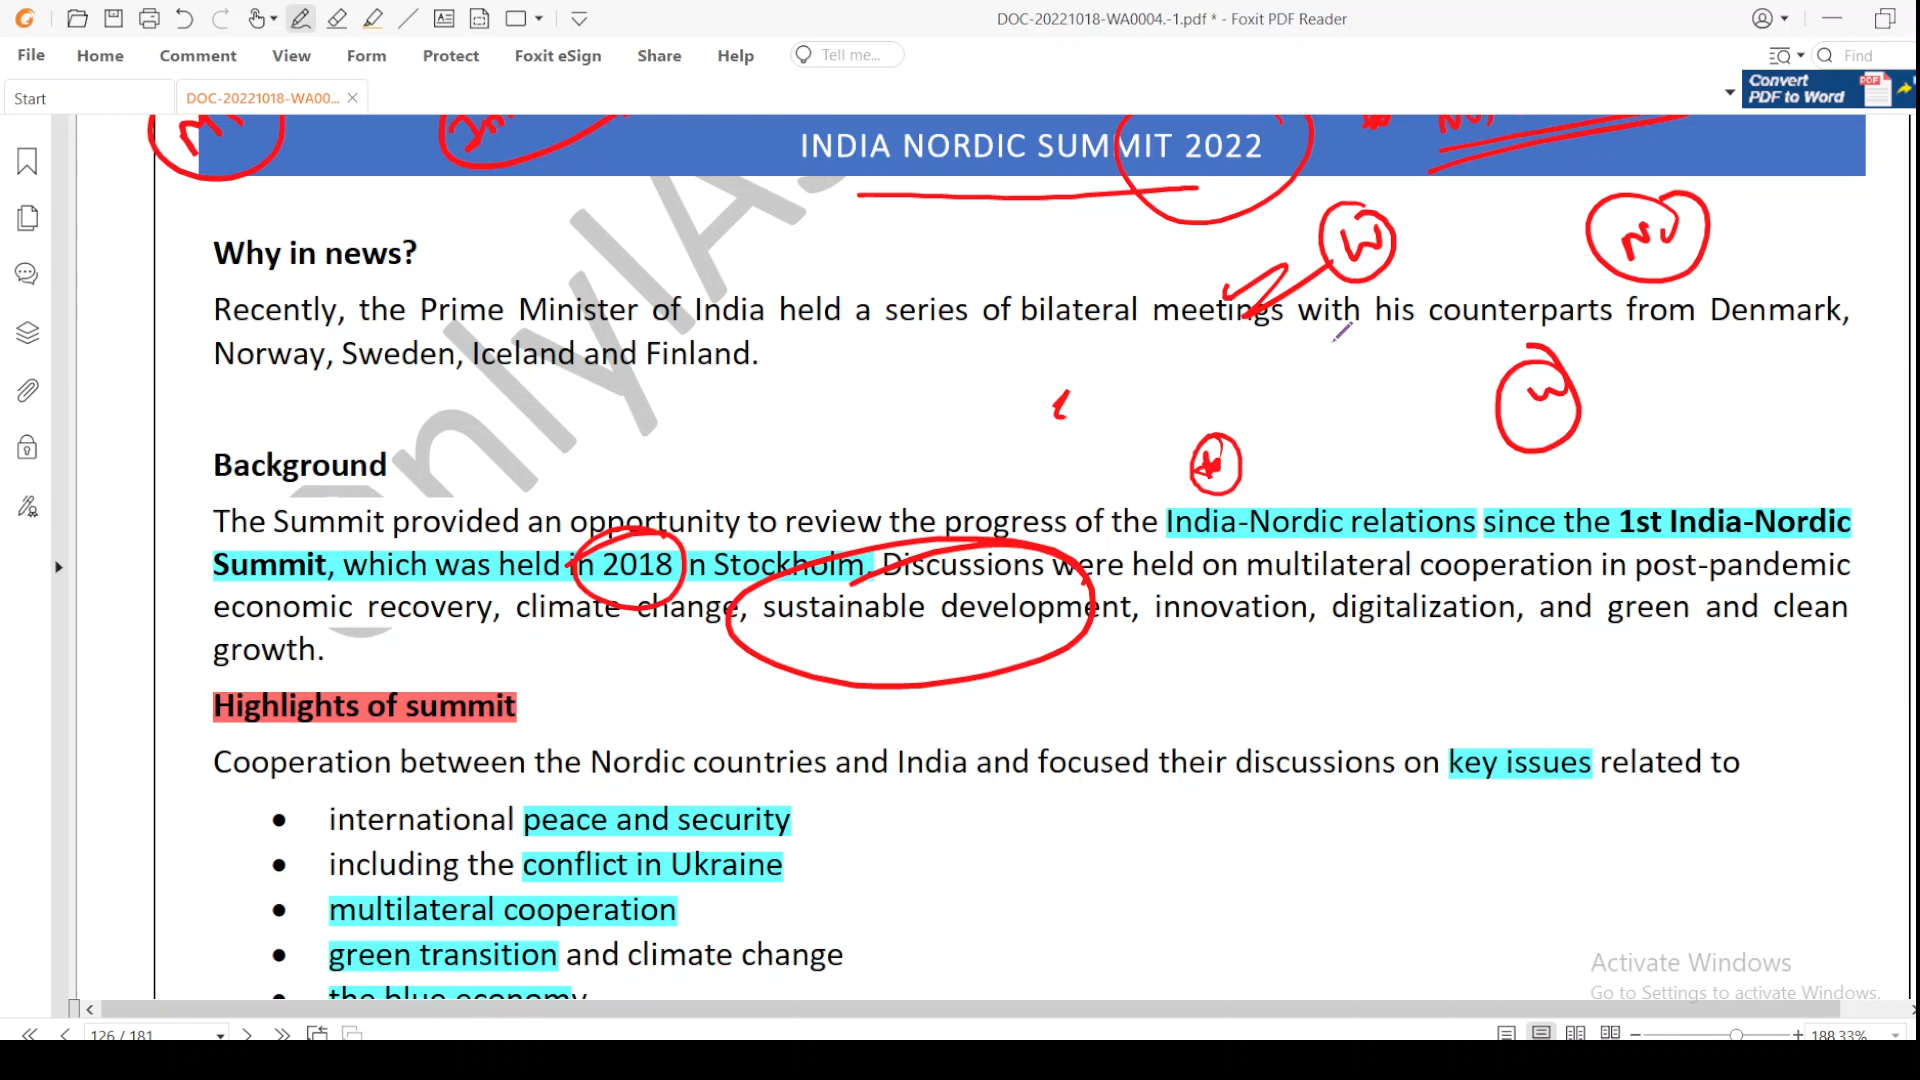 DOC-20221018-WA0004.-1.pdf * - Foxit PDF Reader
File Home Comment View Form Protect Foxit eSign Share Help Tell me... Find
Start DOC-20221018-WA00... Convert
PDF to Word
INDIA NORDIC SUMMIT 2022
Why in news?
Recently, the Prime Minister of India held a series of bilateral meetings with his counterparts from Denmark,
Norway, Sweden, Iceland and Finland.
Background
The Summit provided an opportunity to review the progress of the India-Nordic relations since the 1st India-Nordic
Summit, which was held in 2018 in Stockholm. Discussions were held on multilateral cooperation in post-pandemic
economic recovery, climate change, sustainable development, innovation, digitalization, and green and clean
growth.
Highlights of summit
Cooperation between the Nordic countries and India and focused their discussions on key issues related to
• international peace and security
• including the conflict in Ukraine
• multilateral cooperation
• green transition and climate change
• the blue economy
Activate Windows
Go to Settings to activate Windows.
126 / 181 188.33%